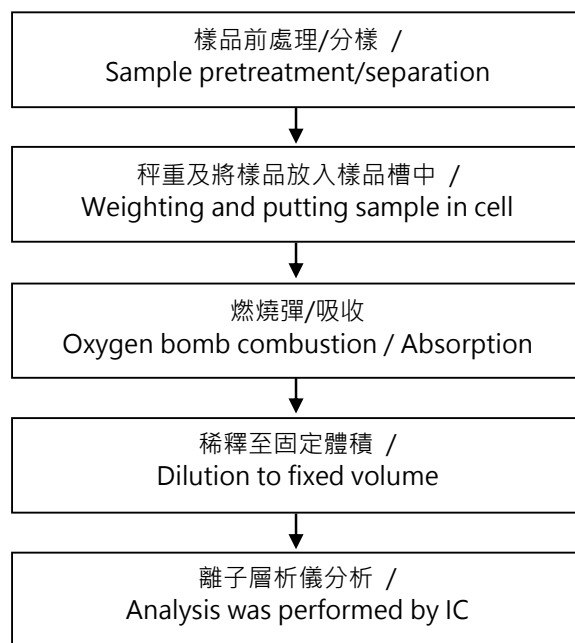 樣品前處理/分樣 /
Sample pretreatment/separation
秤重及將樣品放入樣品槽中 /
Weighting and putting sample in cell
燃燒彈/吸收
Oxygen bomb combustion / Absorption
稀釋至固定體積 /
Dilution to fixed volume
離子層析儀分析 /
Analysis was performed by IC